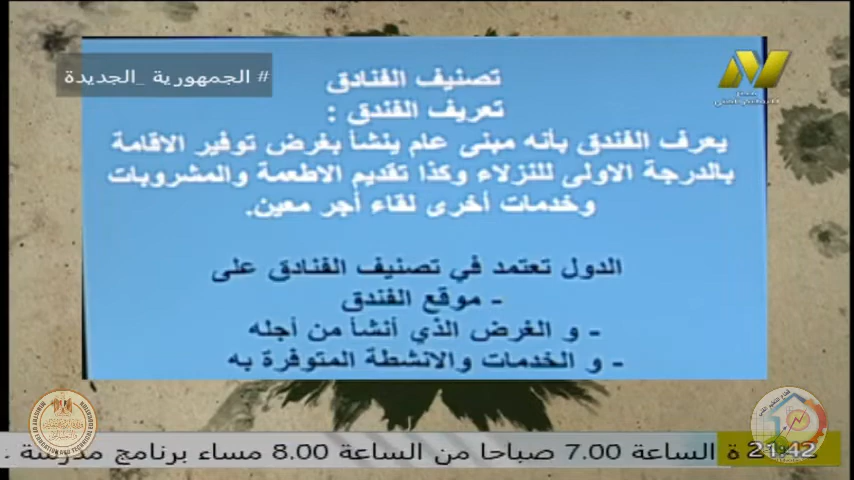 # الجمهورية _الجديدة
تصنيف الفنادق
تعريف الفندق :
يعرف الفندق بأنه مبنى عام ينشأ بغرض توفير الاقامة
بالدرجة الاولى للنزلاء وكذا تقديم الاطعمة والمشروبات
وخدمات أخرى لقاء أجر معين.
الدول تعتمد في تصنيف الفنادق على
- موقع الفندق
- و الغرض الذي أنشأ من أجله
- و الخدمات والانشطة المتوفرة به
ة الساعة 7.00 صباحا من الساعة 8.00 مساء برنامج مدرسة
21:42